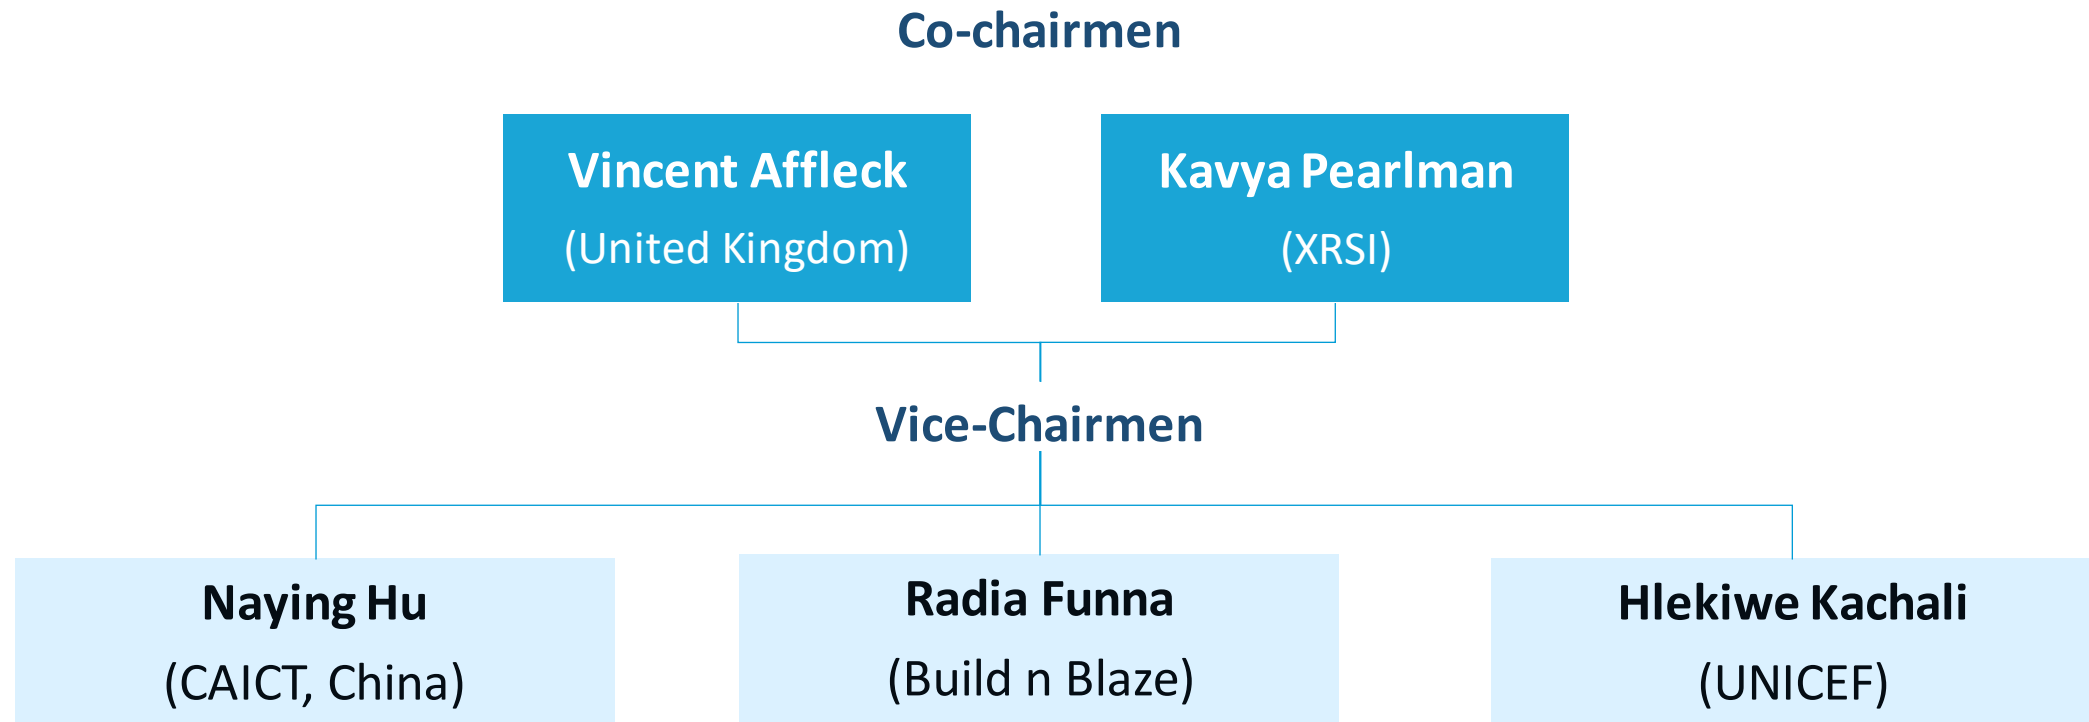 Co-chairmen
Vincent Affleck
(United Kingdom)
Kavya Pearlman
(XRSI)
Vice-Chairmen
Naying Hu
(CAICT, China)
Radia Funna
(Build n Blaze)
Hlekiwe Kachali
(UNICEF)